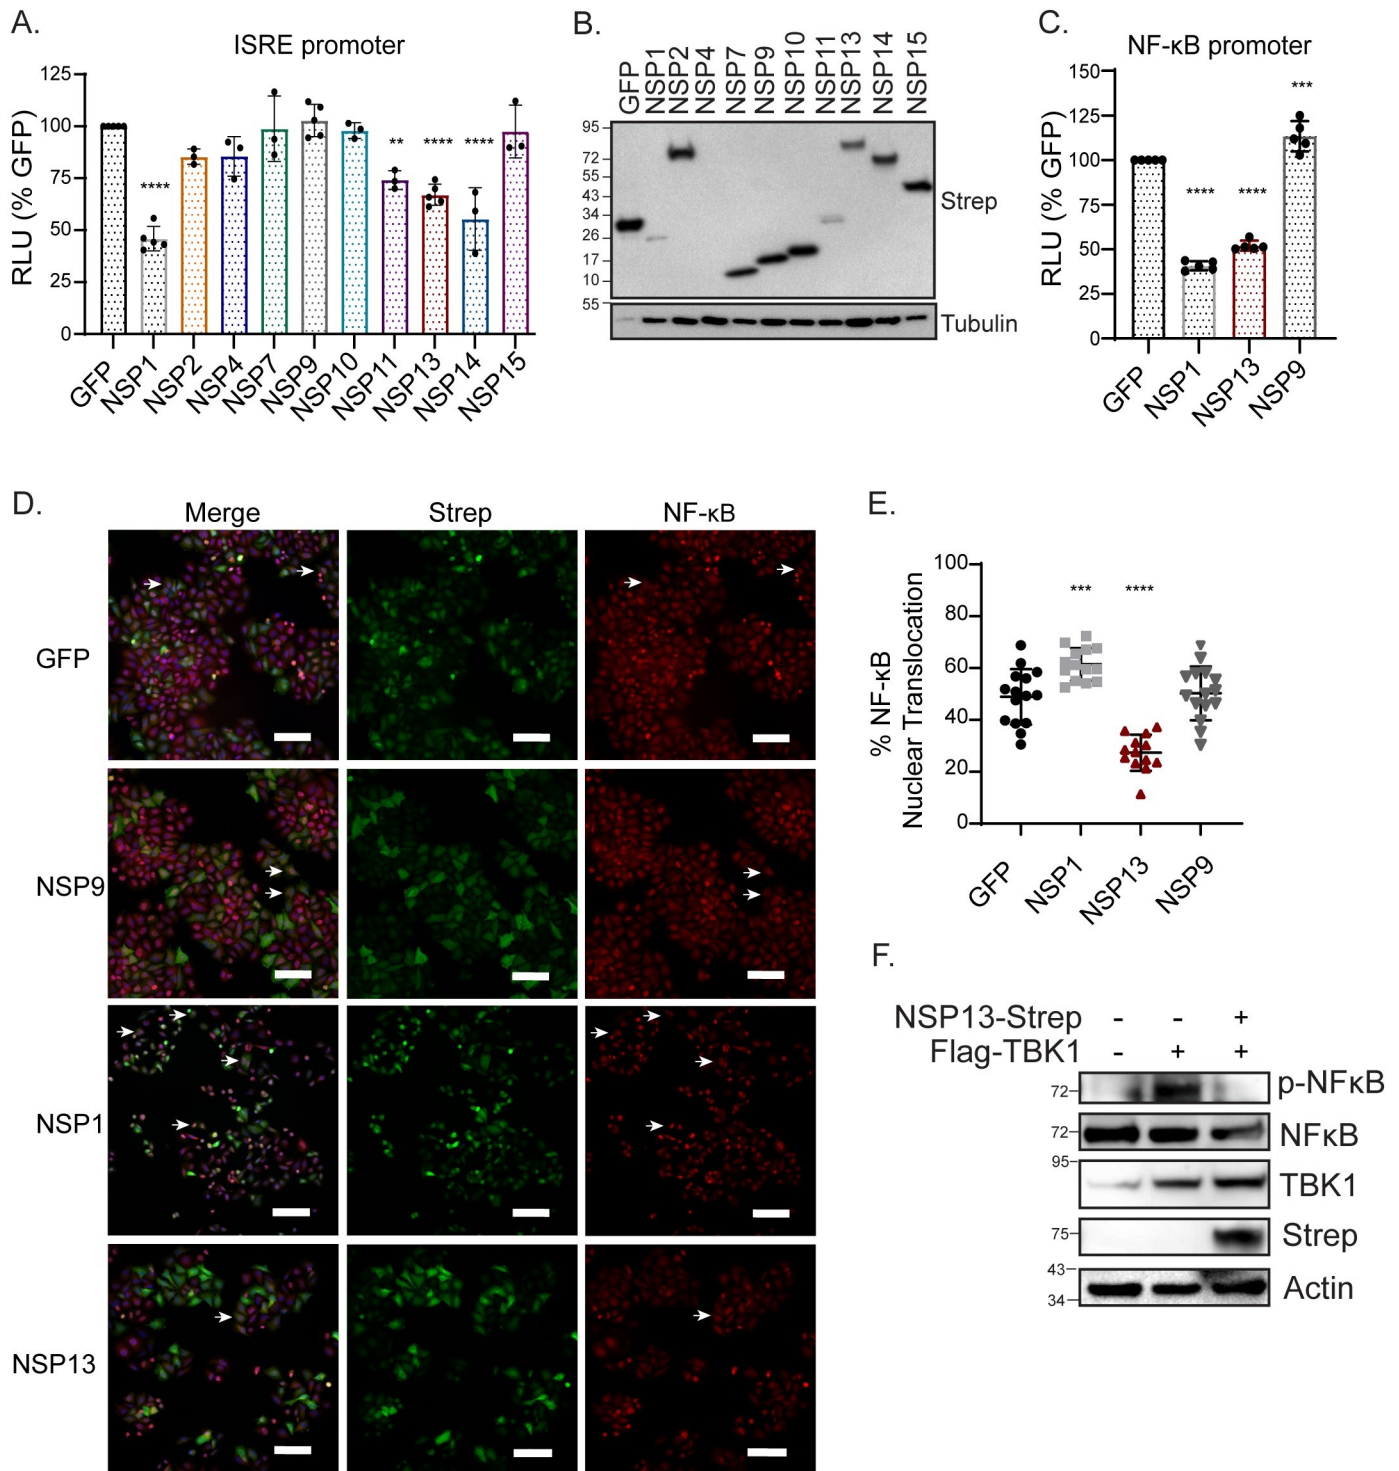 A.
ISRE promoter
RLU (% GFP)
125
100
75
50
25
0
****
**
****
****
GFP
NSP1
NSP2
NSP4
NSP7
NSP9
NSP10
NSP11
NSP13
NSP14
NSP15
B.
GFP
NSP1
NSP2
NSP4
NSP7
NSP9
NSP10
NSP11
NSP13
NSP14
NSP15
95
72
55
43
34
26
17
10
55
Strep
Tubulin
C.
NF-κB promoter
RLU (% GFP)
150
125
100
75
50
25
0
****
****
***
GFP
NSP1
NSP13
NSP9
D.
Merge
Strep
NF-κB
GFP
NSP9
NSP1
NSP13
E.
% NF-κB
Nuclear Translocation
100
80
60
40
20
0
***
****
GFP
NSP1
NSP13
NSP9
F.
NSP13-Strep - - +
Flag-TBK1 - + +
72
p-NFκB
72
NFκB
95
TBK1
75
Strep
43
34
Actin